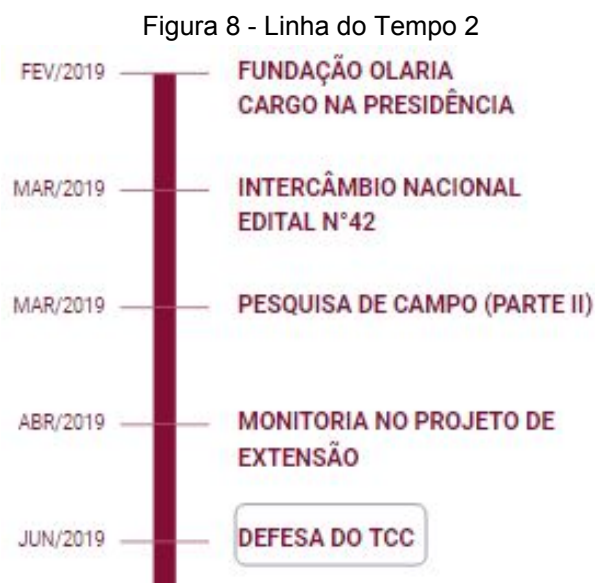 Figura 8 - Linha do Tempo 2
FEV/2019
FUNDAÇÃO OLARIA
CARGO NA PRESIDÊNCIA
MAR/2019
INTERCÂMBIO NACIONAL
EDITAL N°42
MAR/2019
PESQUISA DE CAMPO (PARTE II)
ABR/2019
MONITORIA NO PROJETO DE
EXTENSÃO
JUN/2019
DEFESA DO TCC